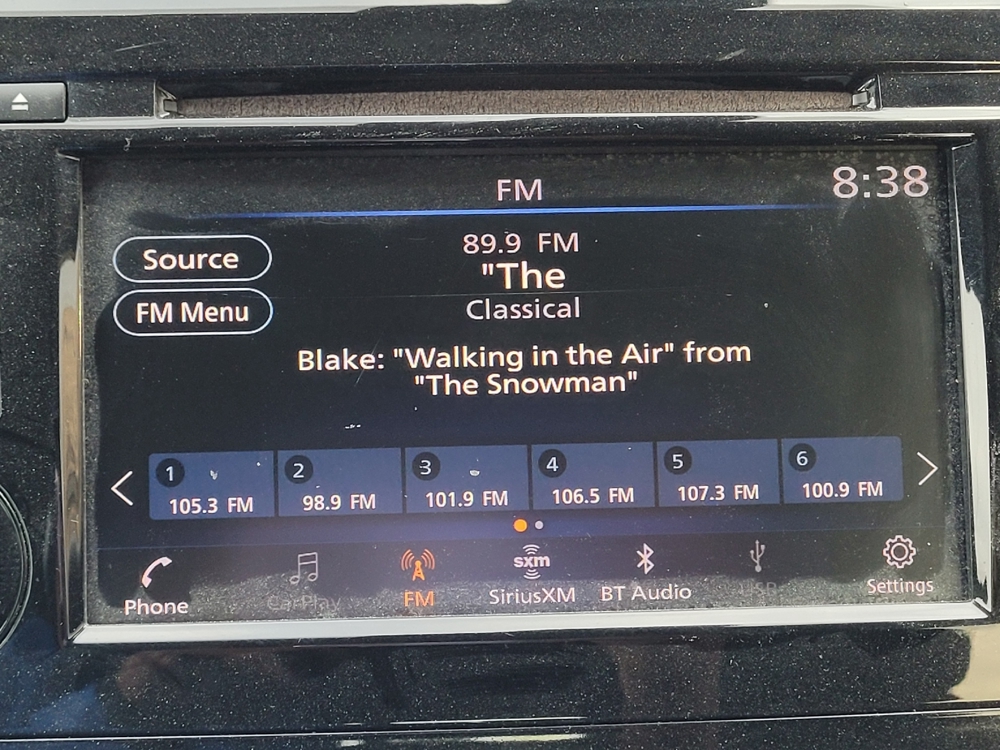 FM
8:38
Source
89.9 FM
"The
FM Menu
Classical
Blake: "Walking in the Air" from
"The Snowman"
1 2 3 4 5 6
105.3 FM 98.9 FM 101.9 FM 106.5 FM 107.3 FM 100.9 FM
sxm
Phone CarPlay FM SiriusXM BT Audio Settings